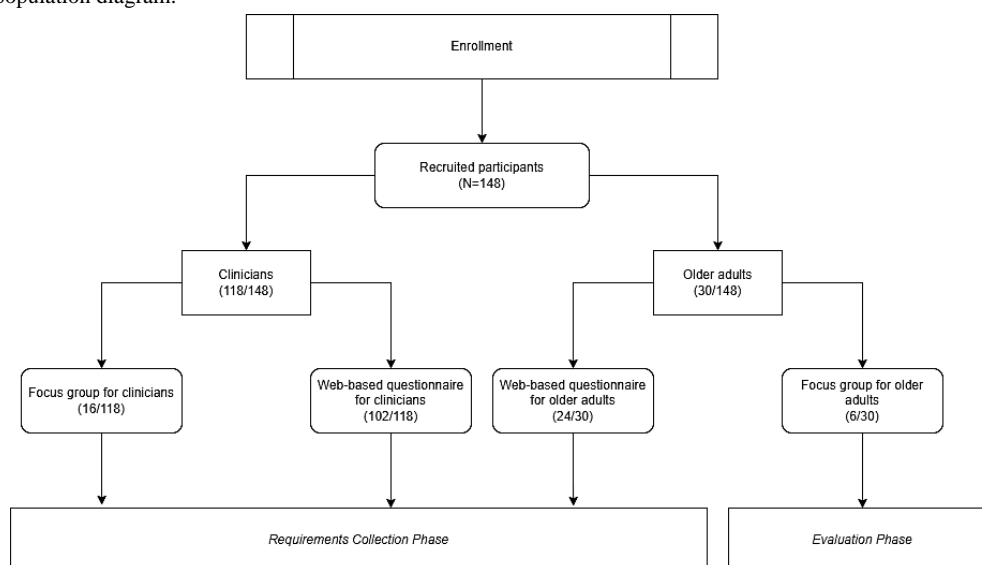 population diagram.
Enrollment
Recruited participants
(N=148)
Clinicians
(118/148)
Older adults
(30/148)
Focus group for clinicians
(16/118)
Web-based questionnaire
for clinicians
(102/118)
Web-based questionnaire
for older adults
(24/30)
Focus group for older
adults
(6/30)
Requirements Collection Phase
Evaluation Phase